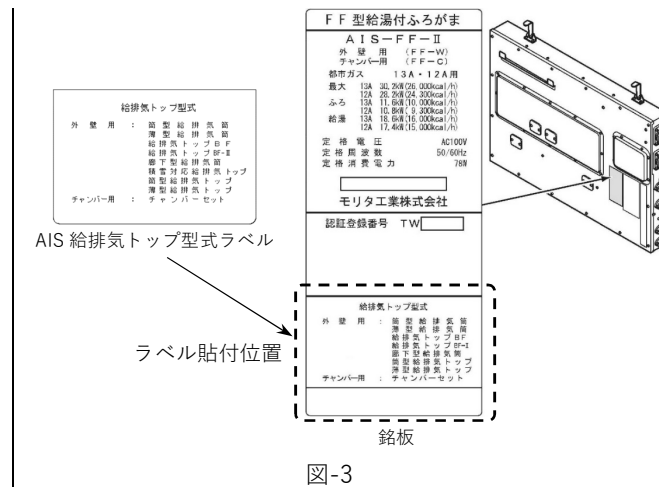 給排気トップ型式
外壁用 : 筒型給排気筒
薄型給排気筒
給排気トップBF
給排気トップBF-Ⅱ
廊下型給排気筒
積雪対応給排気トップ
筒型給排気トップ
薄型給排気トップ
チャンバー用 : チャンバーセット
AIS 給排気トップ型式ラベル
ラベル貼付位置
FF型給湯付ふろがま
AIS-FF-Ⅱ
外壁用 (FF-W)
チャンバー用 (FF-C)
都市ガス 13A・12A用
最大 13A 30.2kW(26,000kcal/h)
12A 28.2kW(24,300kcal/h)
ふろ 13A 11.6kW(10,000kcal/h)
12A 10.8kW( 9,300kcal/h)
給湯 13A 18.6kW(16,000kcal/h)
12A 17.4kW(15,000kcal/h)
定格電圧 AC100V
定格周波数 50/60Hz
定格消費電力 78W
モリタ工業株式会社
認証登録番号 TW
給排気トップ型式
外壁用 : 筒型給排気筒
薄型給排気筒
給排気トップBF
給排気トップBF-Ⅱ
廊下型給排気筒
筒型給排気トップ
薄型給排気トップ
チャンバー用 : チャンバーセット
銘板
図-3